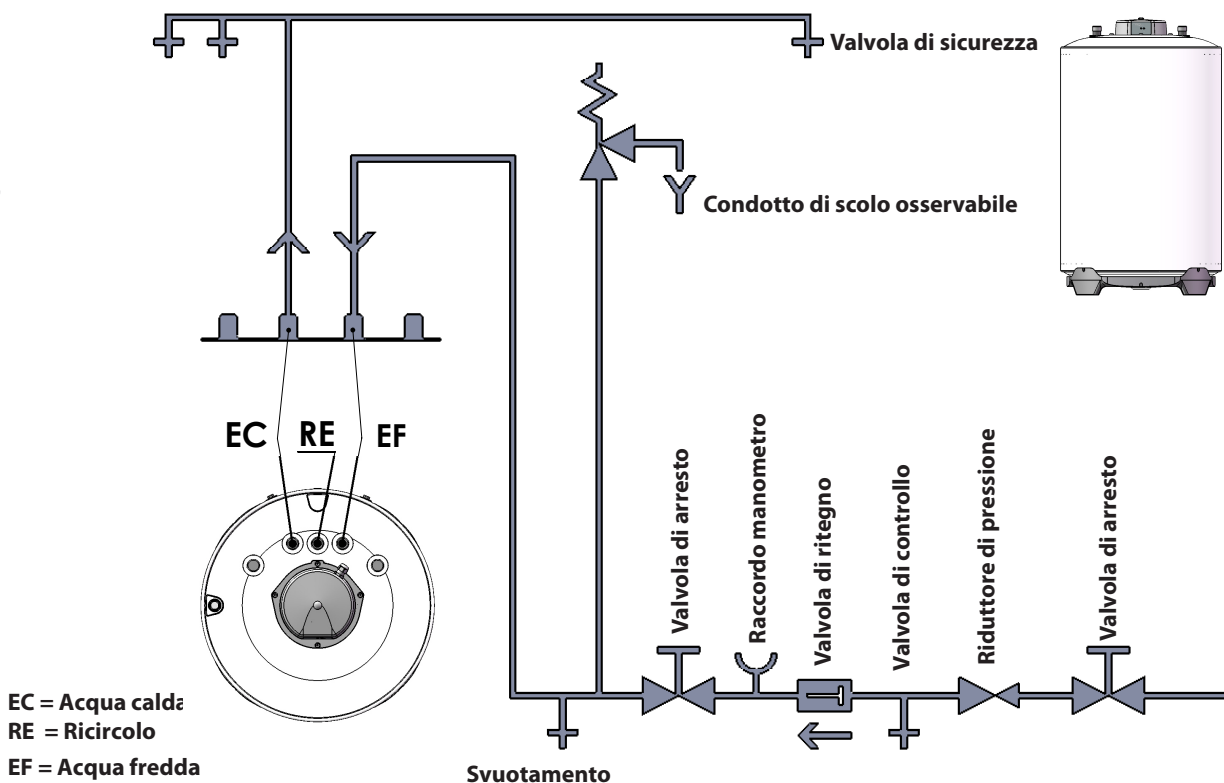 Valvola di sicurezza
Condotto di scolo osservabile
EC
RE
EF
Valvola di arresto
Raccordo manometro
Valvola di ritegno
Valvola di controllo
Riduttore di pressione
Valvola di arresto
EC = Acqua calda
RE = Ricircolo
EF = Acqua fredda
Svuotamento